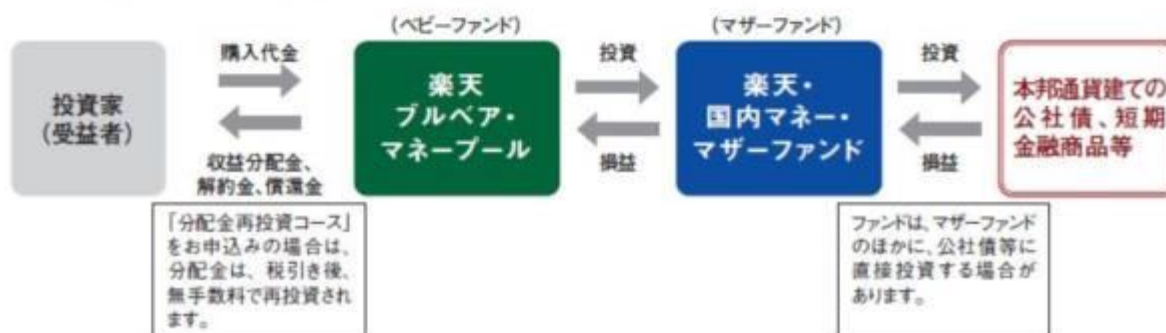 (ベビーファンド)
(マザーファンド)
購入代金
投資
投資
投資家
(受益者)
楽天
ブルベア・
マネープール
楽天・
国内マネー・
マザーファンド
本邦通貨建ての
公社債、短期
金融商品等
収益分配金、
解約金、償還金
損益
損益
「分配金再投資コース」
をお申込みの場合は、
分配金は、税引き後、
無手数料で再投資され
ます。
ファンドは、マザーファンド
のほかに、公社債等に
直接投資する場合が
あります。